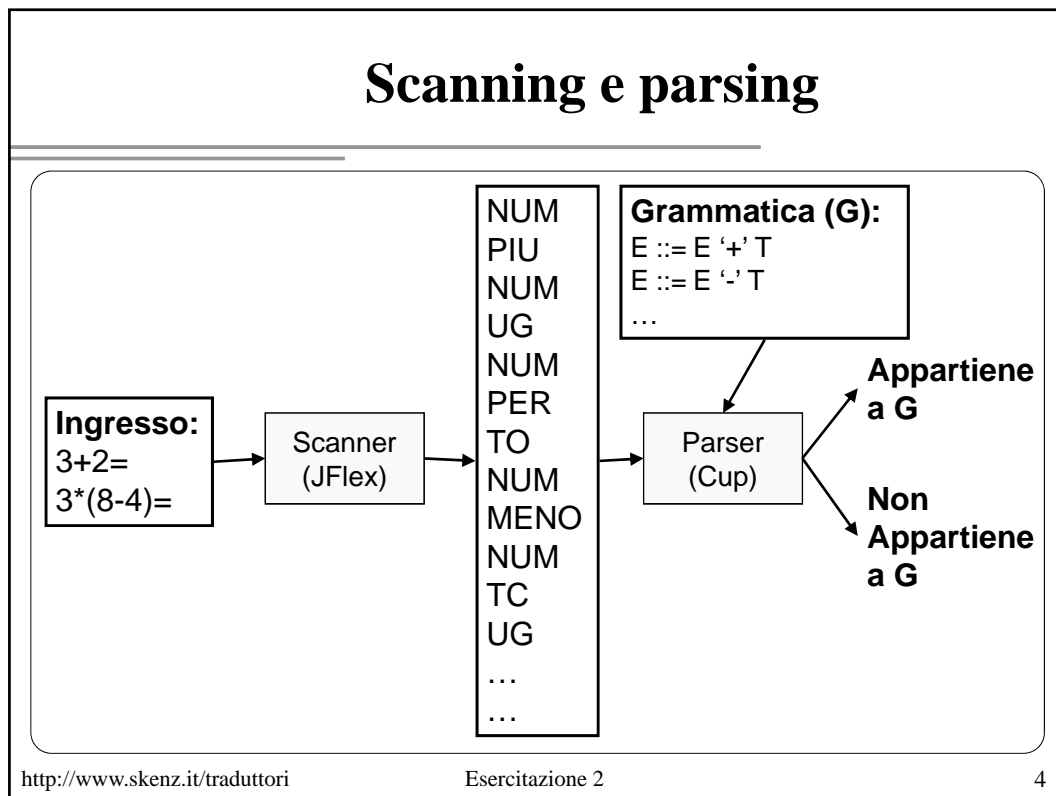 Scanning e parsing
Ingresso:
3+2=
3*(8-4)=
Scanner
(JFlex)
NUM
PIU
NUM
UG
NUM
PER
TO
NUM
MENO
NUM
TC
UG
…
…
Grammatica (G):
E ::= E ‘+’ T
E ::= E ‘-’ T
…
Parser
(Cup)
Appartiene
a G
Non
Appartiene
a G
http://www.skenz.it/traduttori
Esercitazione 2
4